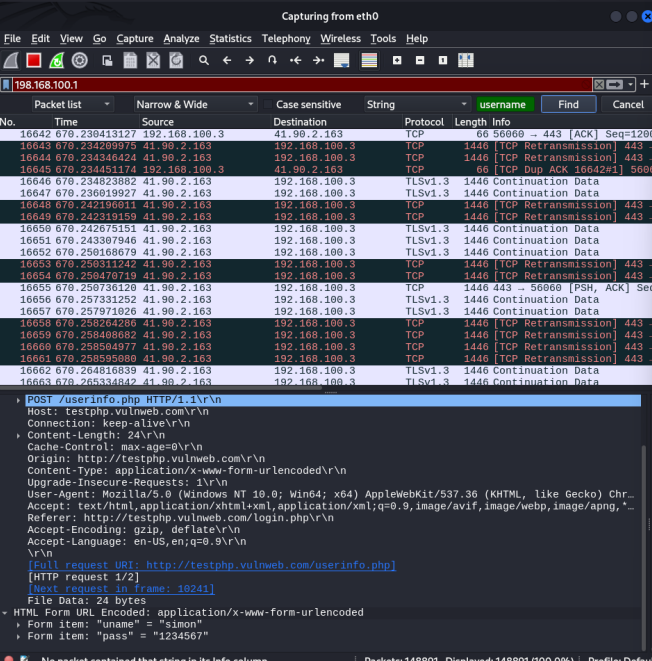 Capturing from eth0
File Edit View Go Capture Analyze Statistics Telephony Wireless Tools Help
198.168.100.1
Packet list Narrow & Wide Case sensitive String username Find Cancel
No. Time Source Destination Protocol Length Info
16642 670.230413127 192.168.100.3 41.90.2.163 TCP 66 56060 → 443 [ACK] Seq=1200
16643 670.234209975 41.90.2.163 192.168.100.3 TCP 1446 [TCP Retransmission] 443 →
16644 670.234346424 41.90.2.163 192.168.100.3 TCP 1446 [TCP Retransmission] 443 →
16645 670.234451174 192.168.100.3 41.90.2.163 TCP 66 [TCP Dup ACK 16642#1] 5606
16646 670.234823882 41.90.2.163 192.168.100.3 TLSv1.3 1446 Continuation Data
16647 670.236019927 41.90.2.163 192.168.100.3 TLSv1.3 1446 Continuation Data
16648 670.242196011 41.90.2.163 192.168.100.3 TCP 1446 [TCP Retransmission] 443 →
16649 670.242319159 41.90.2.163 192.168.100.3 TCP 1446 [TCP Retransmission] 443 →
16650 670.242675151 41.90.2.163 192.168.100.3 TLSv1.3 1446 Continuation Data
16651 670.243307946 41.90.2.163 192.168.100.3 TLSv1.3 1446 Continuation Data
16652 670.250168679 41.90.2.163 192.168.100.3 TLSv1.3 1446 Continuation Data
16653 670.250311242 41.90.2.163 192.168.100.3 TCP 1446 [TCP Retransmission] 443 →
16654 670.250470719 41.90.2.163 192.168.100.3 TCP 1446 [TCP Retransmission] 443 →
16655 670.250736120 41.90.2.163 192.168.100.3 TCP 1446 443 → 56060 [PSH, ACK] Sec
16656 670.257331252 41.90.2.163 192.168.100.3 TLSv1.3 1446 Continuation Data
16657 670.257971026 41.90.2.163 192.168.100.3 TLSv1.3 1446 Continuation Data
16658 670.258264286 41.90.2.163 192.168.100.3 TCP 1446 [TCP Retransmission] 443 →
16659 670.258408682 41.90.2.163 192.168.100.3 TCP 1446 [TCP Retransmission] 443 →
16660 670.258504977 41.90.2.163 192.168.100.3 TCP 1446 [TCP Retransmission] 443 →
16661 670.258595080 41.90.2.163 192.168.100.3 TCP 1446 [TCP Retransmission] 443 →
16662 670.264816839 41.90.2.163 192.168.100.3 TLSv1.3 1446 Continuation Data
16663 670.265334842 41.90.2.163 192.168.100.3 TLSv1.3 1446 Continuation Data
POST /userinfo.php HTTP/1.1\r\n
Host: testphp.vulnweb.com\r\n
Connection: keep-alive\r\n
Content-Length: 24\r\n
Cache-Control: max-age=0\r\n
Origin: http://testphp.vulnweb.com\r\n
Content-Type: application/x-www-form-urlencoded\r\n
Upgrade-Insecure-Requests: 1\r\n
User-Agent: Mozilla/5.0 (Windows NT 10.0; Win64; x64) AppleWebKit/537.36 (KHTML, like Gecko) Chr…
Accept: text/html,application/xhtml+xml,application/xml;q=0.9,image/avif,image/webp,image/apng,*…
Referer: http://testphp.vulnweb.com/login.php\r\n
Accept-Encoding: gzip, deflate\r\n
Accept-Language: en-US,en;q=0.9\r\n
\r\n
[Full request URI: http://testphp.vulnweb.com/userinfo.php]
[HTTP request 1/2]
[Next request in frame: 10241]
File Data: 24 bytes
HTML Form URL Encoded: application/x-www-form-urlencoded
Form item: "uname" = "simon"
Form item: "pass" = "1234567"
No packet contained that string in its Info column. Packets: 148891 · Displayed: 148891 (100.0%) Profile: Defau